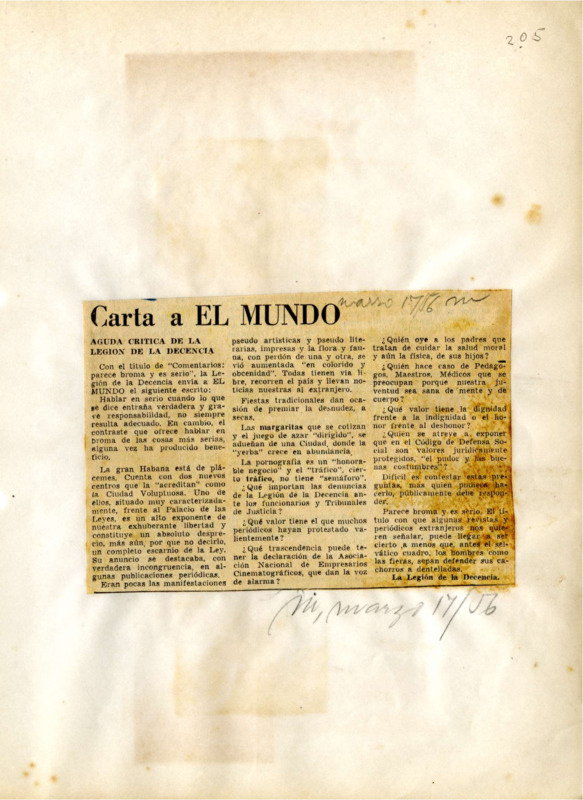 205
marzo 17/56 m
Carta a EL MUNDO
AGUDA CRITICA DE LA
LEGION DE LA DECENCIA
Con el título de "Comentarios:
parece broma y es serio", la Le-
gión de la Decencia envía a EL
MUNDO el siguiente escrito:
Hablar en serio cuando lo que
se dice entraña verdadera y gra-
ve responsabilidad, no siempre
resulta adecuado. En cambio, el
contraste que ofrece hablar en
broma de las cosas más serias,
alguna vez ha producido bene-
ficio.
La gran Habana está de plá-
cemes. Cuenta con dos nuevos
centros que la "acreditan" como
la Ciudad Voluptuosa. Uno de
ellos, situado muy caracterizada-
mente, frente al Palacio de las
Leyes, es un alto exponente de
nuestra exhuberante libertad y
constituye un absoluto despre-
cio, más aún, por que no decirlo,
un completo escarnio de la Ley.
Su anuncio se destacaba, con
verdadera incongruencia, en al-
gunas publicaciones periódicas.
Eran pocas las manifestaciones
pseudo artísticas y pseudo lite-
rarias, impresas y la flora y fau-
na, con perdón de una y otra, se
vió aumentada "en colorido y
obcenidad". Todas tienen vía li-
bre, recorren el país y llevan no-
ticias nuestras al extranjero.
Fiestas tradicionales dan oca-
sión de premiar la desnudez, a
secas.
Las margaritas que se cotizan
y el juego de azar "dirigido", se
adueñan de una Ciudad, donde la
"yerba" crece en abundancia.
La pornografía es un "honora-
ble negocio" y el "tráfico", cier-
to tráfico, no tiene "semáforo".
¿Qué importan las denuncias
de la Legión de la Decencia an-
te los funcionarios y Tribunales
de Justicia?
¿Qué valor tiene el que muchos
periódicos hayan protestado va-
lientemente?
¿Qué trascendencia puede te-
ner la declaración de la Asocia-
ción Nacional de Empresarios
Cinematográficos, que dan la voz
de alarma?
¿Quién oye a los padres que
tratan de cuidar la salud moral
y aún la física, de sus hijos?
¿Quién hace caso de Pedago-
gos, Maestros, Médicos que se
preocupan porque nuestra ju-
ventud sea sana de mente y de
cuerpo?
¿Qué valor tiene la dignidad
frente a la indignidad o el ho-
nor frente al deshonor?
¿Quién se atreve a exponer
que en el Código de Defensa So-
cial son valores jurídicamente
protegidos, "el pudor y las bue-
nas costumbres"?
Difícil es contestar estas pre-
guntas, más quien pudiera ha-
cerlo, públicamente debe respon-
der.
Parece broma y es serio. El tí-
tulo con que algunas revistas y
periódicos extranjeros nos quie-
ren señalar, puede llegar a ser
cierto a menos que, ante el sel-
vático cuadro, los hombres como
las fieras, sepan defender sus ca-
chorros a dentelladas.
La Legión de la Decencia.
M, marzo 17/56